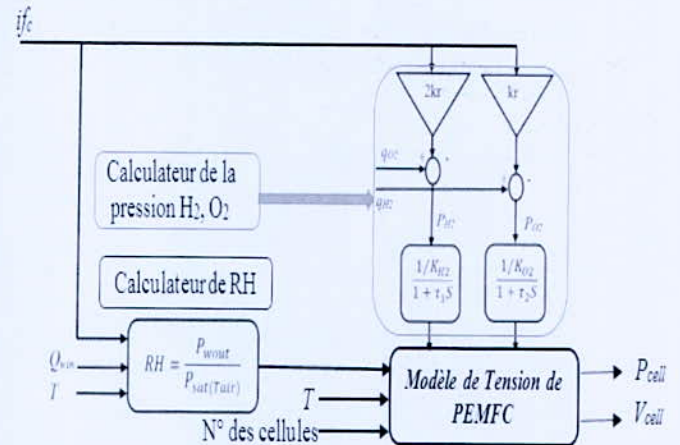 ifc
2kr
kr
+
-
qO2
+
-
qH2
Calculateur de la
pression H2, O2
PH2
PO2
1/KH2
1 + τ1S
1/KO2
1 + τ2S
Calculateur de RH
Qwin
T
RH = Pwout
Psat(Tair)
Modèle de Tension de
PEMFC
T
N° des cellules
Pcell
Vcell